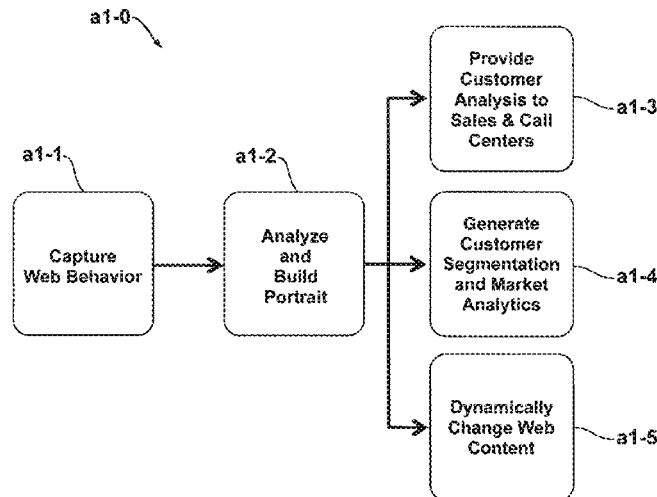 a1-0
a1-1
Capture
Web Behavior
a1-2
Analyze
and
Build
Portrait
Provide
Customer
Analysis to
Sales & Call
Centers
a1-3
Generate
Customer
Segmentation
and Market
Analytics
a1-4
Dynamically
Change Web
Content
a1-5